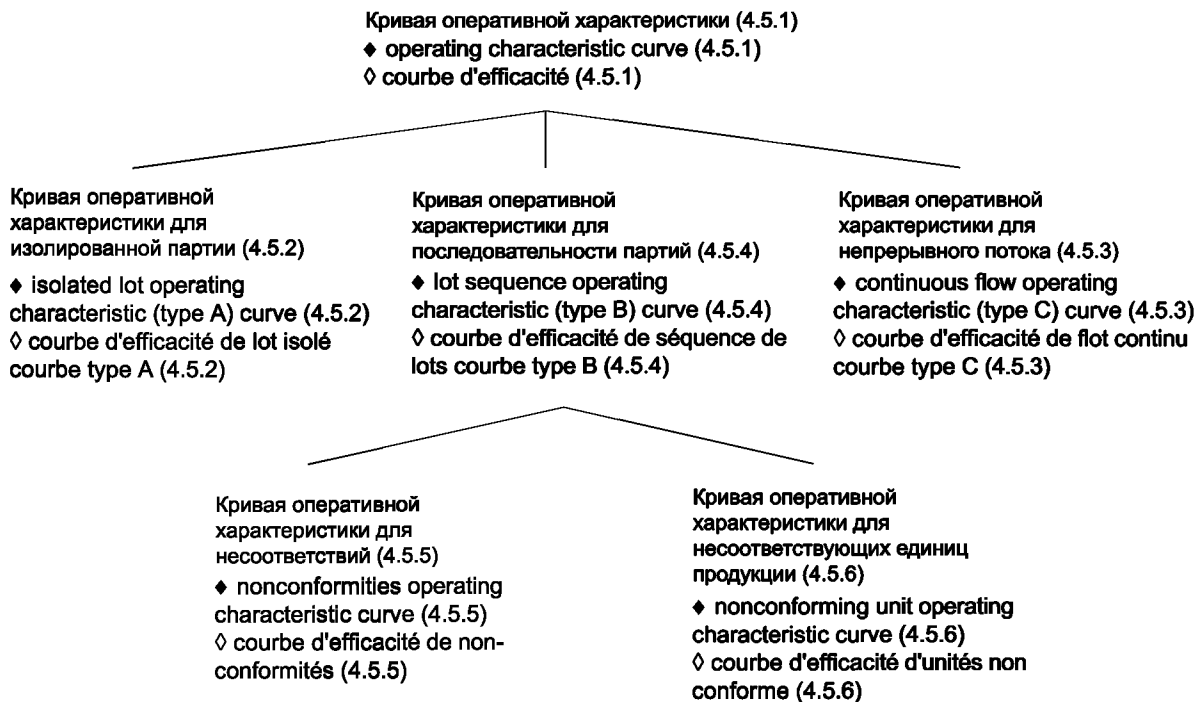 Кривая оперативной характеристики (4.5.1)
♦ operating characteristic curve (4.5.1)
◊ courbe d'efficacité (4.5.1)
Кривая оперативной
характеристики для
изолированной партии (4.5.2)
♦ isolated lot operating
characteristic (type A) curve (4.5.2)
◊ courbe d'efficacité de lot isolé
courbe type A (4.5.2)
Кривая оперативной
характеристики для
последовательности партий (4.5.4)
♦ lot sequence operating
characteristic (type B) curve (4.5.4)
◊ courbe d'efficacité de séquence de
lots courbe type B (4.5.4)
Кривая оперативной
характеристики для
непрерывного потока (4.5.3)
♦ continuous flow operating
characteristic (type C) curve (4.5.3)
◊ courbe d'efficacité de flot continu
courbe type C (4.5.3)
Кривая оперативной
характеристики для
несоответствий (4.5.5)
♦ nonconformities operating
characteristic curve (4.5.5)
◊ courbe d'efficacité de non-
conformités (4.5.5)
Кривая оперативной
характеристики для
несоответствующих единиц
продукции (4.5.6)
♦ nonconforming unit operating
characteristic curve (4.5.6)
◊ courbe d'efficacité d'unités non
conforme (4.5.6)